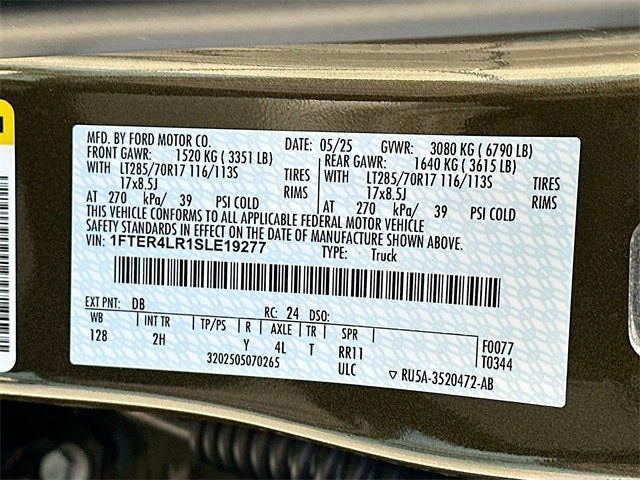 MFD. BY FORD MOTOR CO. DATE: 05/25 GVWR: 3080 KG ( 6790 LB)
FRONT GAWR: 1520 KG ( 3351 LB) REAR GAWR: 1640 KG ( 3615 LB)
WITH LT285/70R17 116/113S TIRES WITH LT285/70R17 116/113S TIRES
17x8.5J RIMS 17x8.5J RIMS
AT 270 kPa/ 39 PSI COLD AT 270 kPa/ 39 PSI COLD
THIS VEHICLE CONFORMS TO ALL APPLICABLE FEDERAL MOTOR VEHICLE
SAFETY STANDARDS IN EFFECT ON THE DATE OF MANUFACTURE SHOWN ABOVE.
VIN: 1FTER4LR1SLE19277 TYPE: Truck
EXT PNT: DB RC: 24 DSO:
WB INT TR TP/PS R AXLE TR SPR F0077
128 2H Y 4L T RR11 T0344
3202505070265 ULC ▽ RU5A-3520472-AB